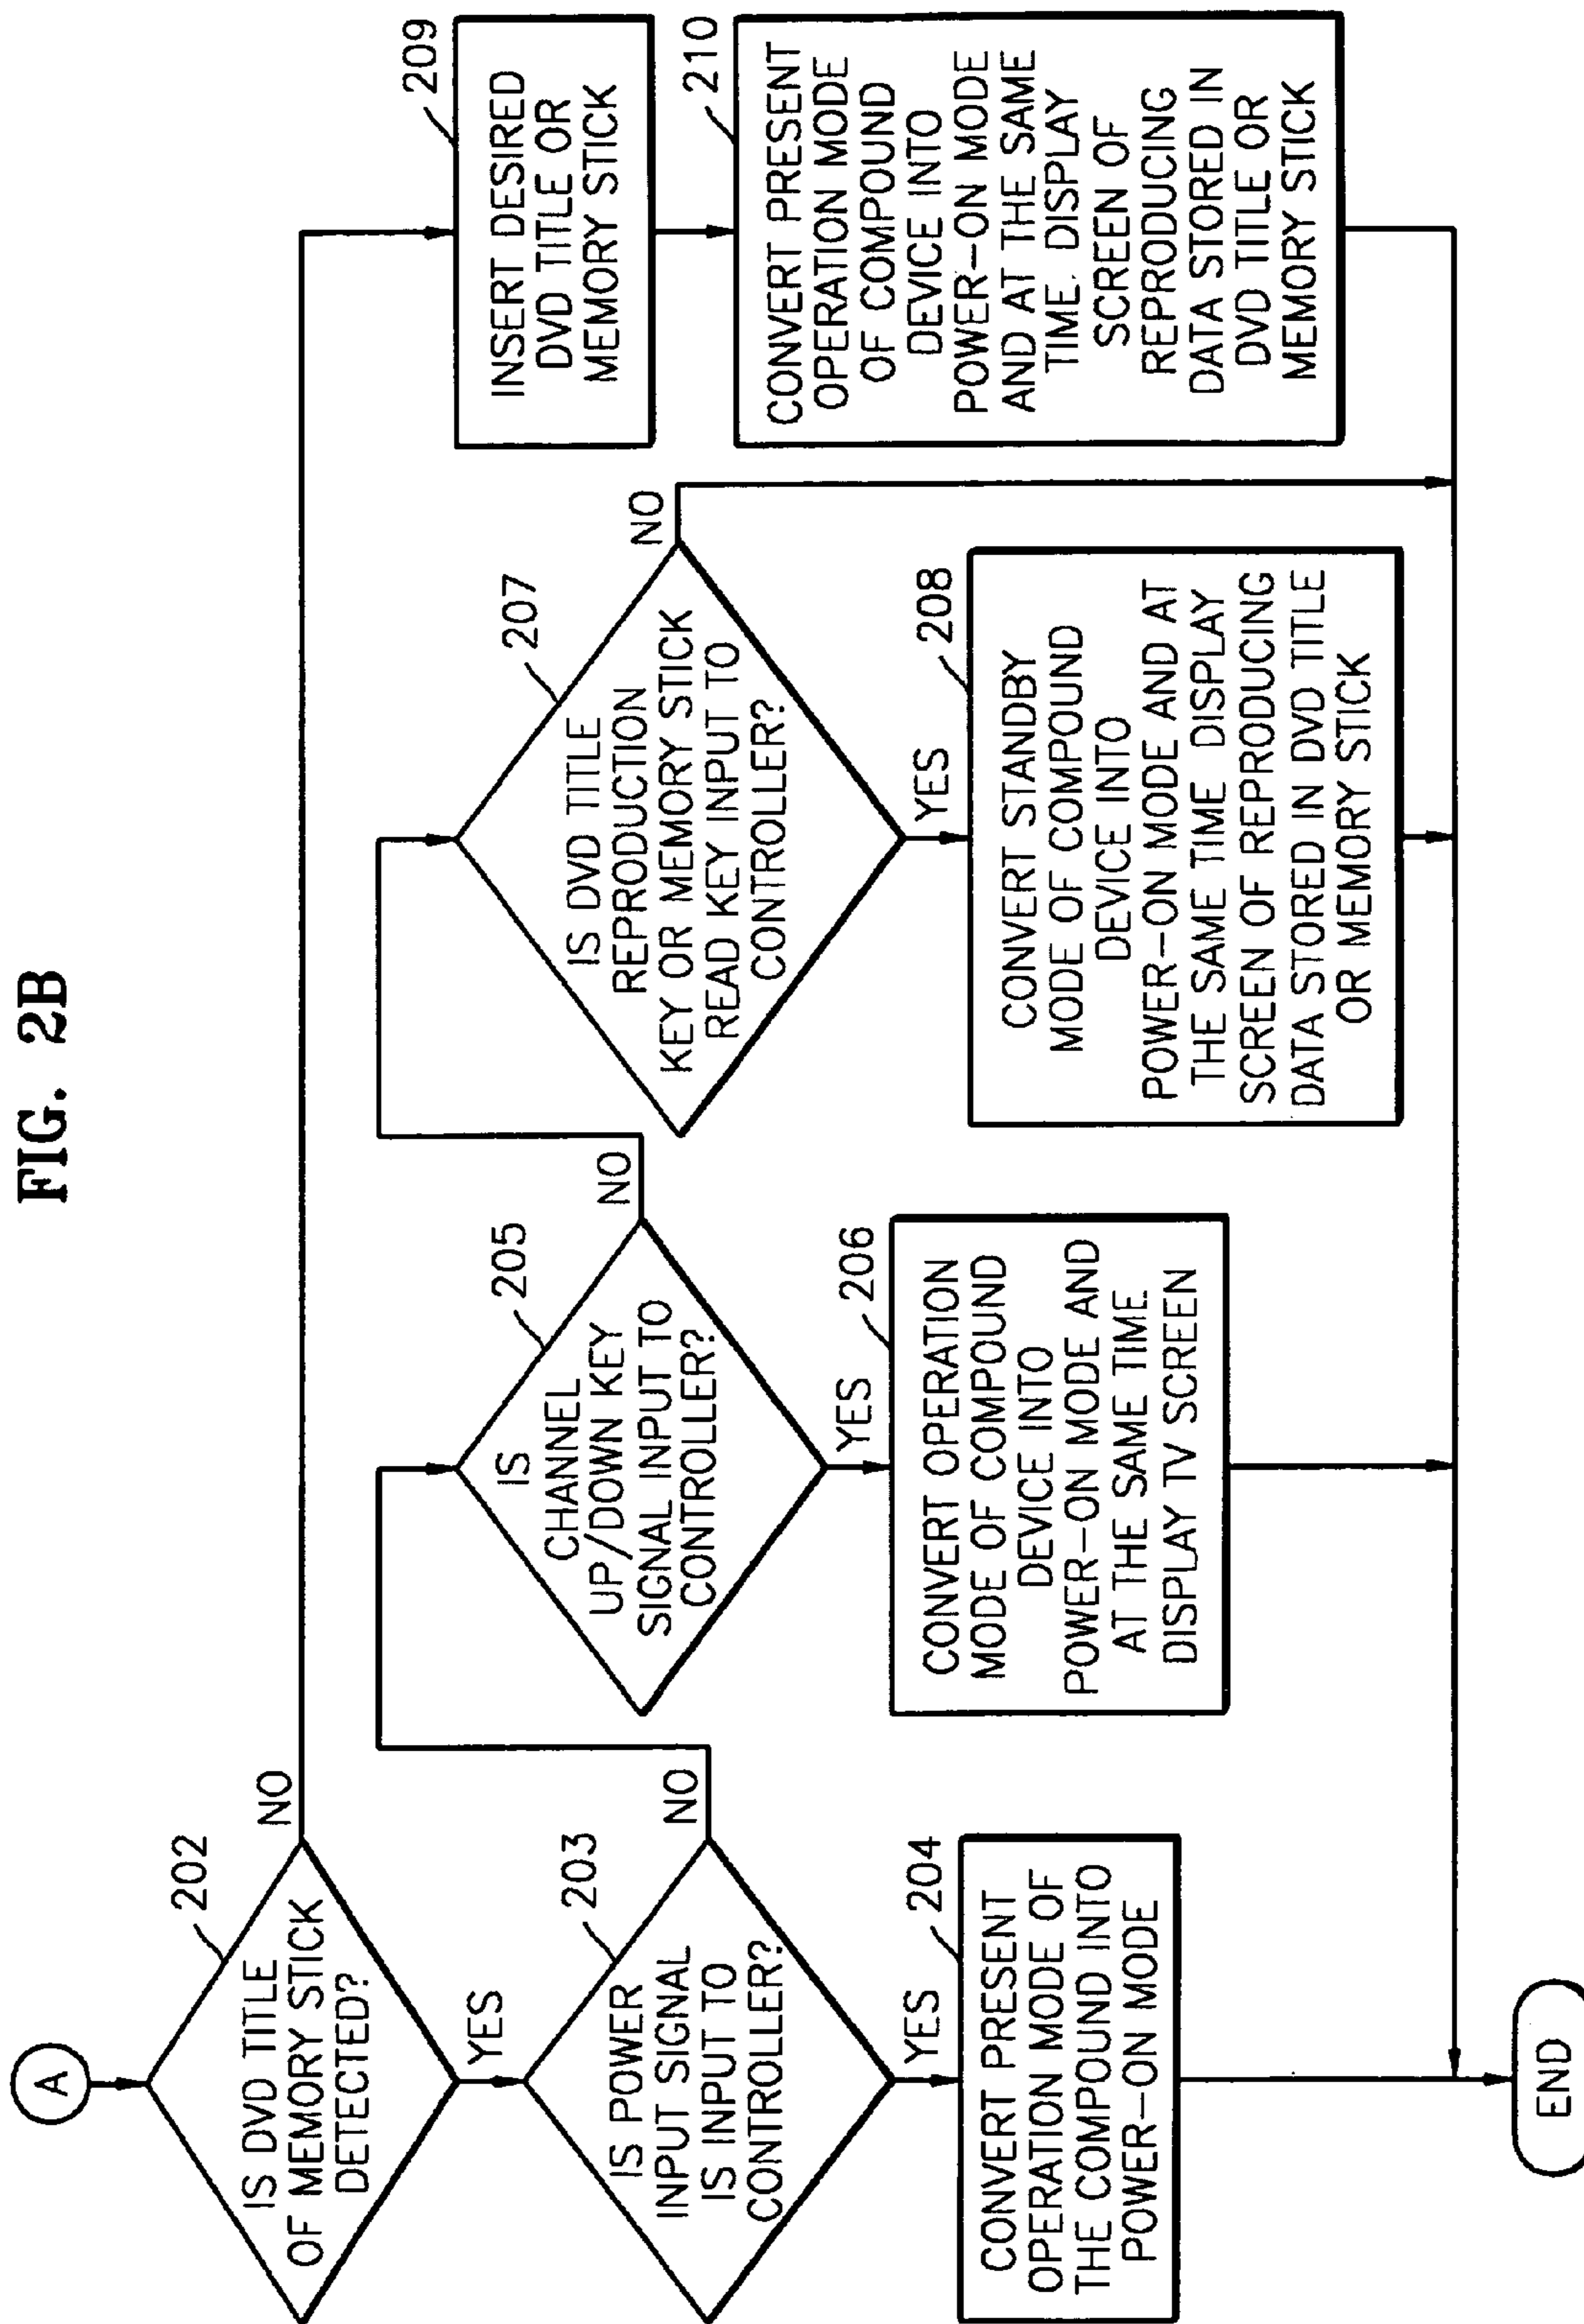 FIG. 2B
A
202
IS DVD TITLE
OF MEMORY STICK
DETECTED?
NO
YES
203
IS POWER
INPUT SIGNAL
IS INPUT TO
CONTROLLER?
NO
YES
204
CONVERT PRESENT
OPERATION MODE OF
THE COMPOUND INTO
POWER-ON MODE
205
IS
CHANNEL
UP/DOWN KEY
SIGNAL INPUT TO
CONTROLLER?
NO
YES
206
CONVERT OPERATION
MODE OF COMPOUND
DEVICE INTO
POWER-ON MODE AND
AT THE SAME TIME
DISPLAY TV SCREEN
207
IS DVD TITLE
REPRODUCTION
KEY OR MEMORY STICK
READ KEY INPUT TO
CONTROLLER?
NO
YES
208
CONVERT STANDBY
MODE OF COMPOUND
DEVICE INTO
POWER-ON MODE AND AT
THE SAME TIME DISPLAY
SCREEN OF REPRODUCING
DATA STORED IN DVD TITLE
OR MEMORY STICK
209
INSERT DESIRED
DVD TITLE OR
MEMORY STICK
210
CONVERT PRESENT
OPERATION MODE
OF COMPOUND
DEVICE INTO
POWER-ON MODE
AND AT THE SAME
TIME, DISPLAY
SCREEN OF
REPRODUCING
DATA STORED IN
DVD TITLE OR
MEMORY STICK
END